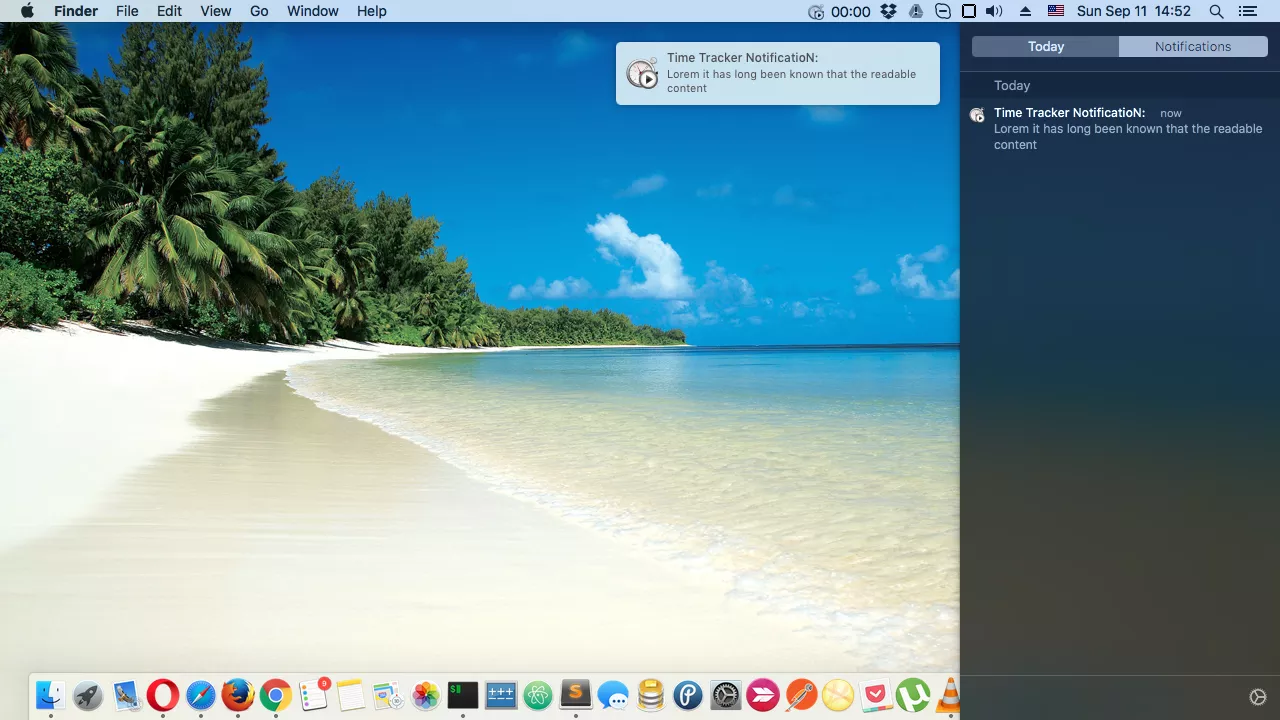 Finder File Edit View Go Window Help 00:00 Sun Sep 11 14:52
Time Tracker NotificatioN:
Lorem it has long been known that the readable
content
Today Notifications
Today
Time Tracker NotificatioN: now
Lorem it has long been known that the readable
content
9
$
+++
S
P